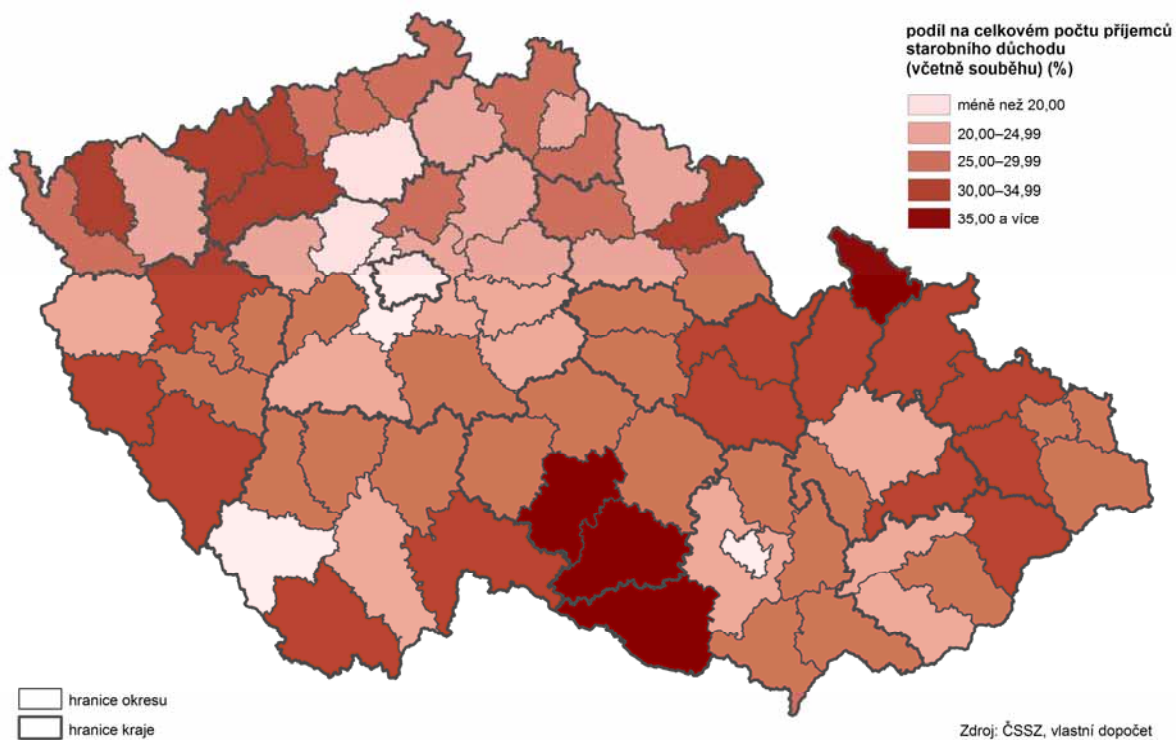 podíl na celkovém počtu příjemců
starobního důchodu
(včetně souběhu) (%)
méně než 20,00
20,00–24,99
25,00–29,99
30,00–34,99
35,00 a více
hranice okresu
hranice kraje
Zdroj: ČSSZ, vlastní dopočet